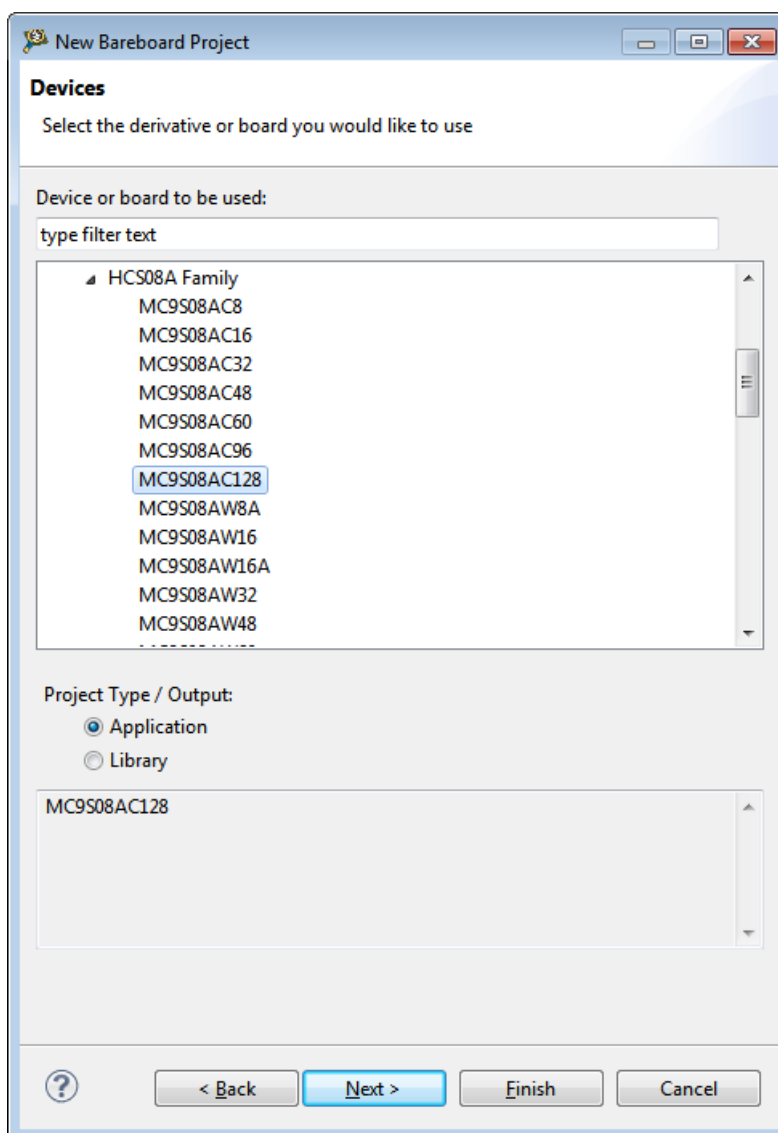 New Bareboard Project
Devices
Select the derivative or board you would like to use
Device or board to be used:
type filter text
HCS08A Family
MC9S08AC8
MC9S08AC16
MC9S08AC32
MC9S08AC48
MC9S08AC60
MC9S08AC96
MC9S08AC128
MC9S08AW8A
MC9S08AW16
MC9S08AW16A
MC9S08AW32
MC9S08AW48
Project Type / Output:
Application
Library
MC9S08AC128
? < Back Next > Finish Cancel